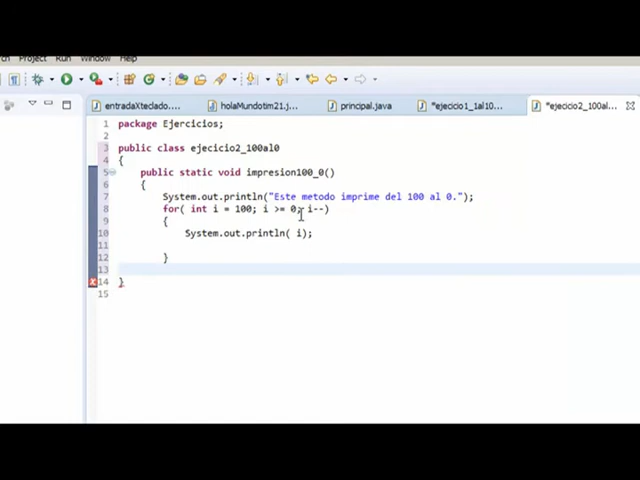 Project Run Window Help
entradaXteclado.... holaMundotim21.j... principal.java *ejecicio1_1al10... *ejecicio2_100al...
1 package Ejercicios;
2
3 public class ejecicio2_100al0
4 {
5 public static void impresion100_0()
6 {
7 System.out.println("Este metodo imprime del 100 al 0.");
8 for( int i = 100; i >= 0; i--)
9 {
10 System.out.println( i);
11
12 }
13
14 }
15